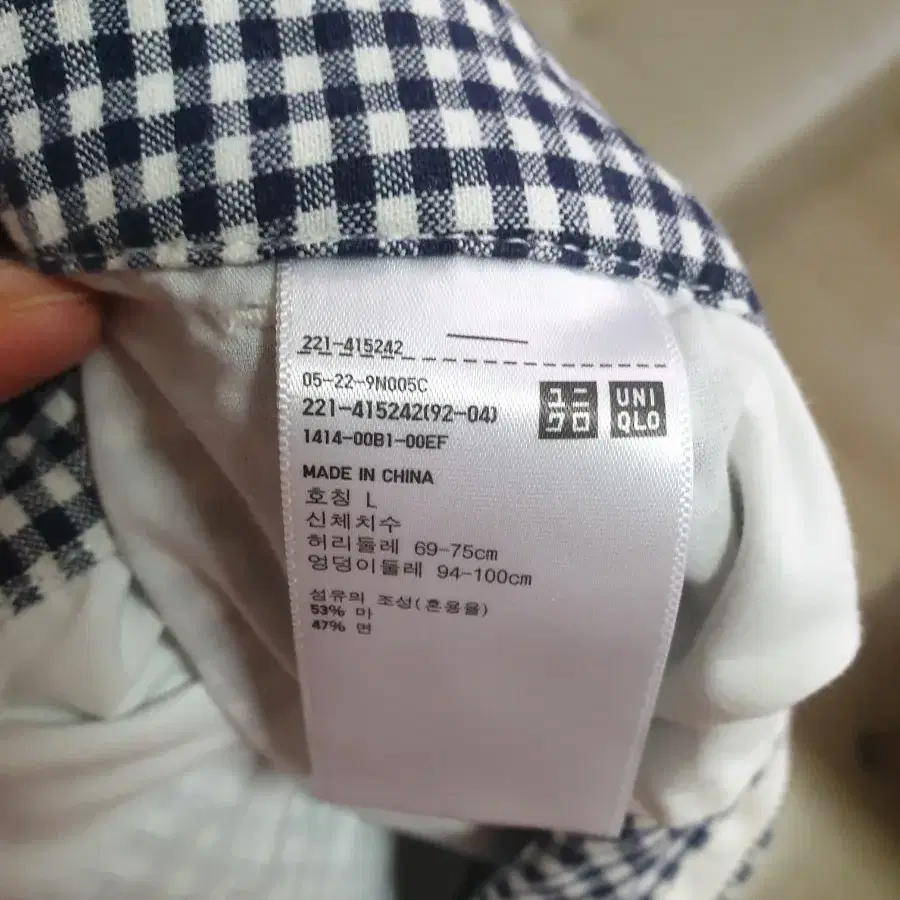 221-415242
05-22-9N005C
221-415242(92-04)
1414-00B1-00EF
ユニ
クロ
UNI
QLO
MADE IN CHINA
호칭 L
신체치수
허리둘레 69-75cm
엉덩이둘레 94-100cm
섬유의 조성(혼용율)
53% 마
47% 면